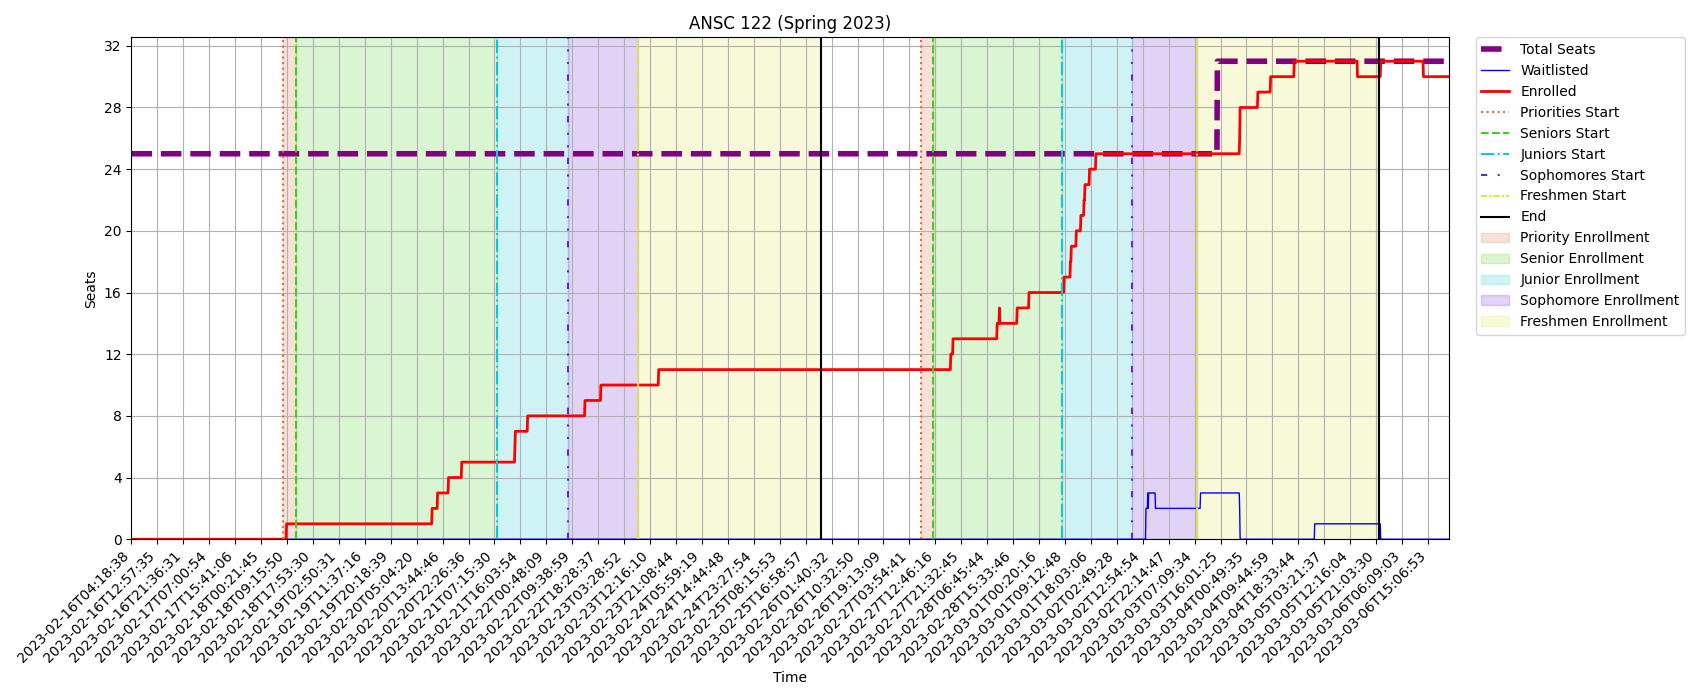 ANSC 122 (Spring 2023)
32
28
24
20
16
12
8
4
0
Seats
2023-02-16T04:18:38
2023-02-16T12:57:35
2023-02-16T21:36:31
2023-02-17T07:00:54
2023-02-17T15:41:06
2023-02-18T00:21:45
2023-02-18T09:15:50
2023-02-18T17:53:30
2023-02-19T02:50:31
2023-02-19T11:37:16
2023-02-19T20:18:39
2023-02-20T05:04:20
2023-02-20T13:44:46
2023-02-20T22:26:36
2023-02-21T07:15:30
2023-02-21T16:03:54
2023-02-22T00:48:09
2023-02-22T09:38:59
2023-02-22T18:28:37
2023-02-23T03:28:52
2023-02-23T12:16:10
2023-02-23T21:08:44
2023-02-24T05:59:19
2023-02-24T14:44:48
2023-02-24T23:27:54
2023-02-25T08:15:53
2023-02-25T16:58:57
2023-02-26T01:40:32
2023-02-26T10:32:50
2023-02-26T19:13:09
2023-02-27T03:54:41
2023-02-27T12:46:16
2023-02-27T21:32:45
2023-02-28T06:45:44
2023-02-28T15:33:46
2023-03-01T00:20:16
2023-03-01T09:12:48
2023-03-01T18:03:06
2023-03-02T02:49:28
2023-03-02T12:54:54
2023-03-02T22:14:47
2023-03-03T07:09:34
2023-03-03T16:01:25
2023-03-04T00:49:35
2023-03-04T09:44:59
2023-03-04T18:33:44
2023-03-05T03:21:37
2023-03-05T12:16:04
2023-03-05T21:03:30
2023-03-06T06:09:03
2023-03-06T15:06:53
Time
Total Seats
Waitlisted
Enrolled
Priorities Start
Seniors Start
Juniors Start
Sophomores Start
Freshmen Start
End
Priority Enrollment
Senior Enrollment
Junior Enrollment
Sophomore Enrollment
Freshmen Enrollment